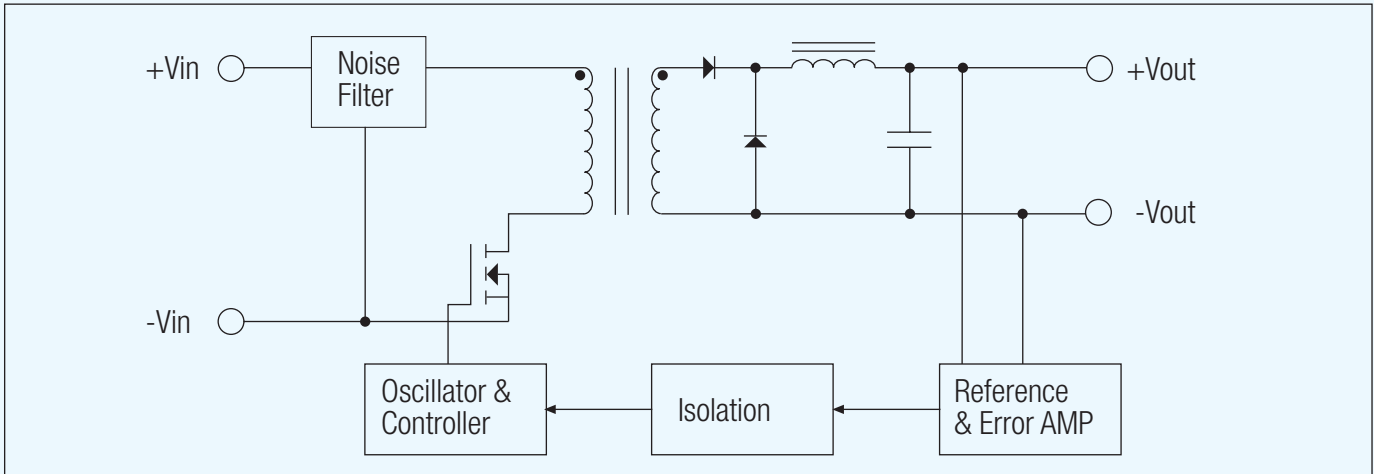 +Vin
Noise
Filter
+Vout
-Vout
-Vin
Oscillator &
Controller
Isolation
Reference
& Error AMP